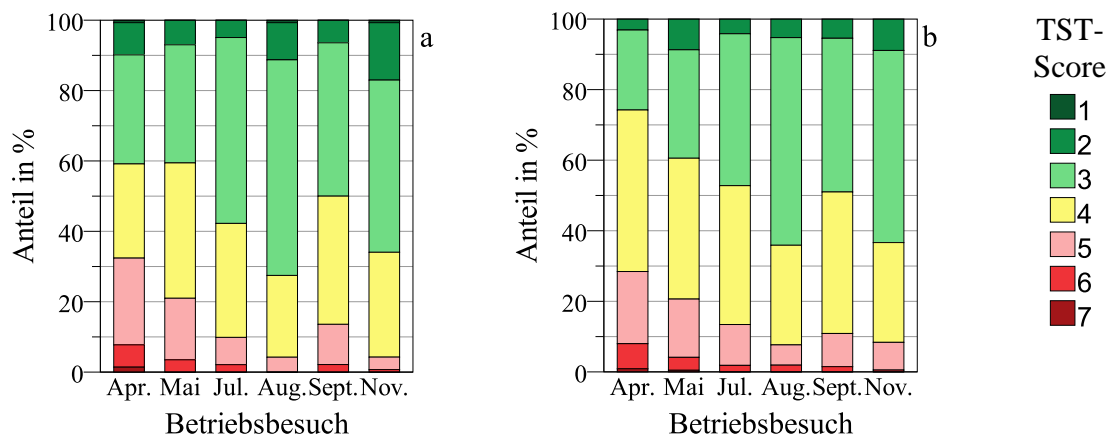 a
Anteil in %
100
80
60
40
20
0
Apr. Mai Jul. Aug. Sept. Nov.
Betriebsbesuch
b
Anteil in %
100
80
60
40
20
0
Apr. Mai Jul. Aug. Sept. Nov.
Betriebsbesuch
TST-
Score
1
2
3
4
5
6
7